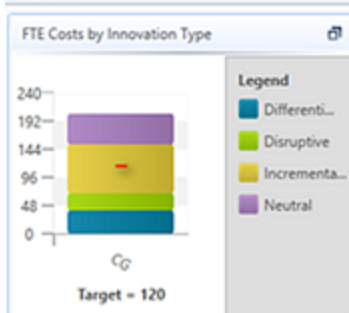 FTE Costs by Innovation Type
Legend
Differenti...
Disruptive
Incrementa...
Neutral
240
192
144
96
48
0
CG
Target = 120